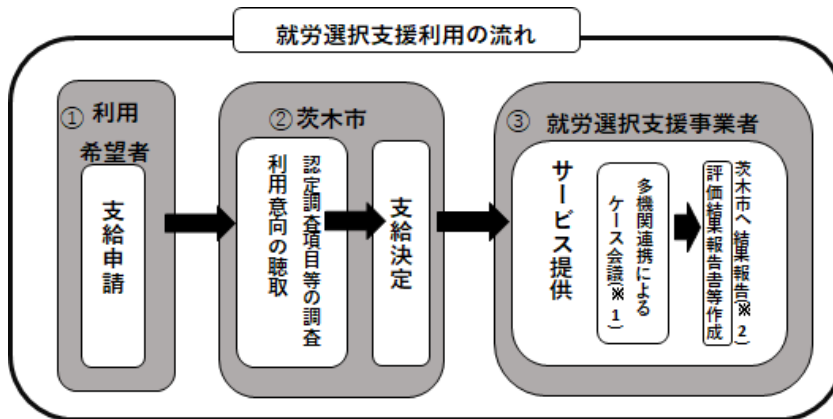 就労選択支援利用の流れ
① 利用
希望者
支給申請
②茨木市
認定調査項目等の調査
利用意向の聴取
支給決定
③ 就労選択支援事業者
サービス提供
多機関連携による
ケース会議(※1)
茨木市へ結果報告(※2)
評価結果報告書等作成